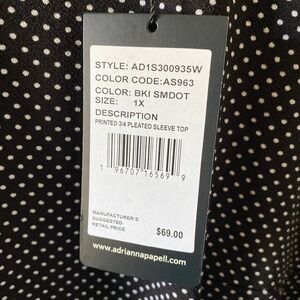 STYLE: AD1S300935W
COLOR CODE:AS963
COLOR: BKI SMDOT
SIZE: 1X
DESCRIPTION
PRINTED 3/4 PLEATED SLEEVE TOP
1 96707 16569 9
MANUFACTURER'S
SUGGESTED
RETAIL PRICE
$69.00
www.adriannapapell.com